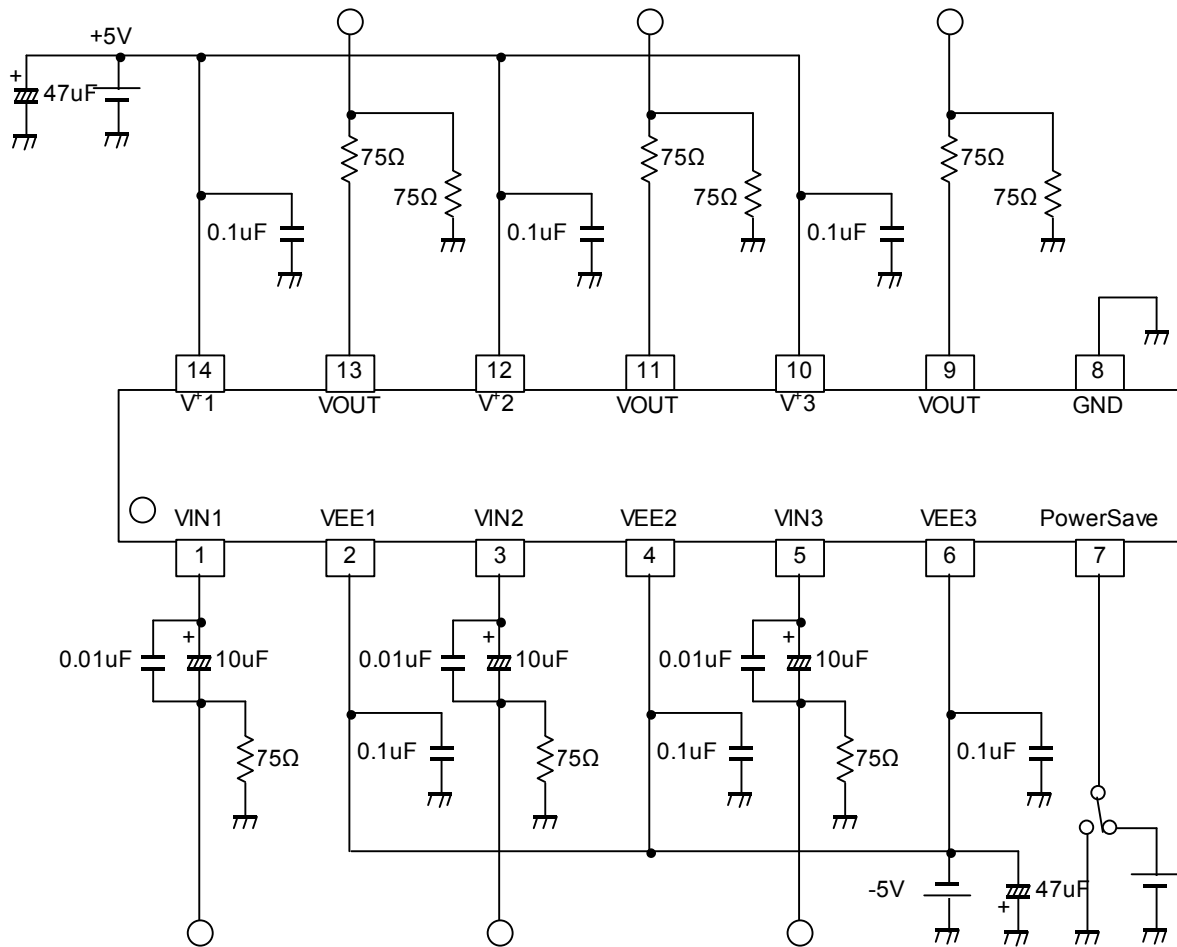 +5V
+
47uF
75Ω
75Ω
75Ω
75Ω
75Ω
75Ω
0.1uF
0.1uF
0.1uF
14
13
12
11
10
9
8
V+1
VOUT
V+2
VOUT
V+3
VOUT
GND
VIN1
VEE1
VIN2
VEE2
VIN3
VEE3
PowerSave
1
2
3
4
5
6
7
+
+
+
0.01uF
10uF
0.01uF
10uF
0.01uF
10uF
75Ω
0.1uF
75Ω
0.1uF
75Ω
0.1uF
-5V
47uF
+